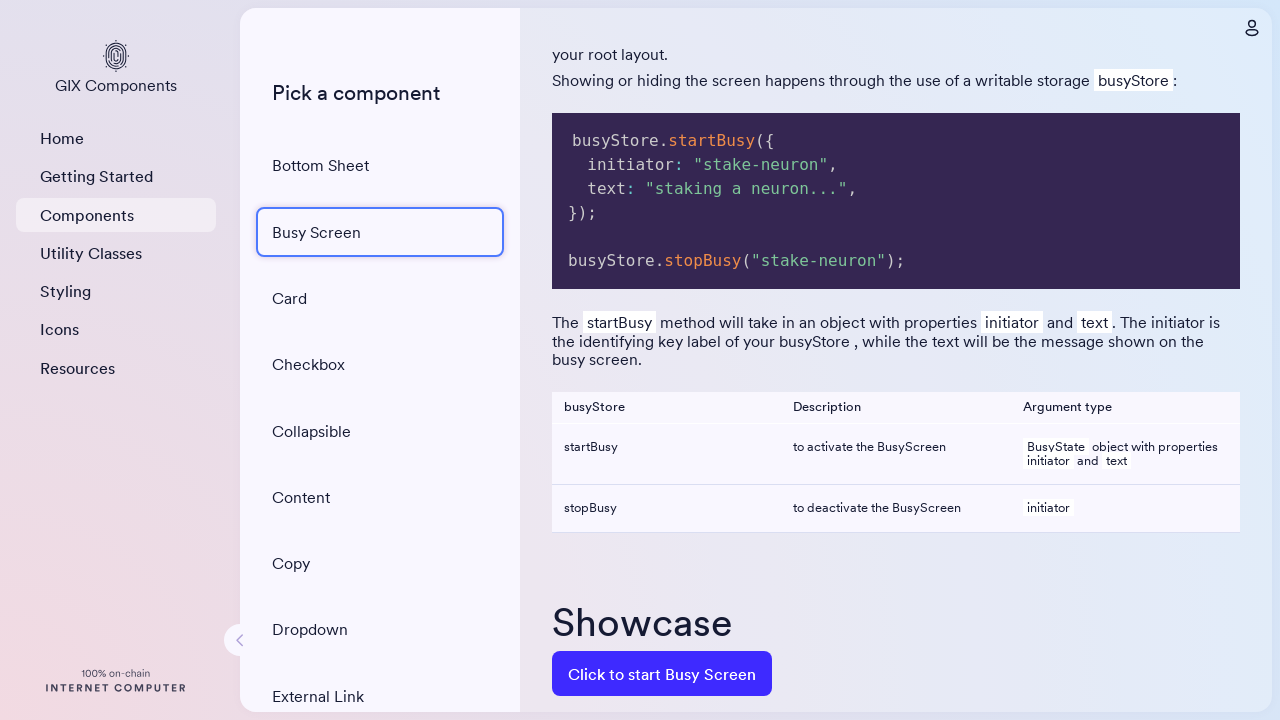 GIX Components
Home
Getting Started
Components
Utility Classes
Styling
Icons
Resources
100% on-chain
INTERNET COMPUTER
Pick a component
Bottom Sheet
Busy Screen
Card
Checkbox
Collapsible
Content
Copy
Dropdown
External Link
your root layout.
Showing or hiding the screen happens through the use of a writable storage busyStore:
busyStore.startBusy({
  initiator: "stake-neuron",
  text: "staking a neuron...",
});
busyStore.stopBusy("stake-neuron");
The startBusy method will take in an object with properties initiator and text. The initiator is
the identifying key label of your busyStore , while the text will be the message shown on the
busy screen.
busyStore Description Argument type
startBusy to activate the BusyScreen BusyState object with properties
initiator and text
stopBusy to deactivate the BusyScreen initiator
Showcase
Click to start Busy Screen